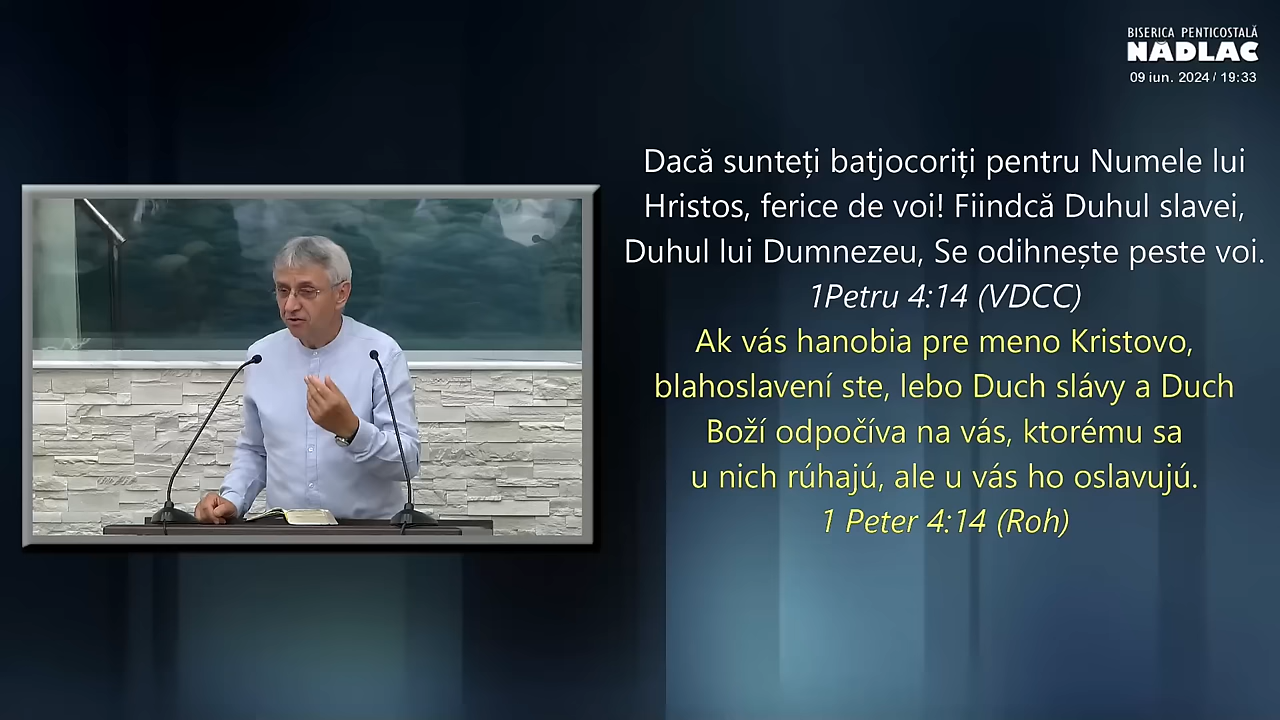 BISERICA PENTICOSTALĂ
NĂDLAC
09 iun. 2024 / 19:33
Dacă sunteți batjocoriți pentru Numele lui
Hristos, ferice de voi! Fiindcă Duhul slavei,
Duhul lui Dumnezeu, Se odihnește peste voi.
1Petru 4:14 (VDCC)
Ak vás hanobia pre meno Kristovo,
blahoslavení ste, lebo Duch slávy a Duch
Boží odpočíva na vás, ktorému sa
u nich rúhajú, ale u vás ho oslavujú.
1 Peter 4:14 (Roh)